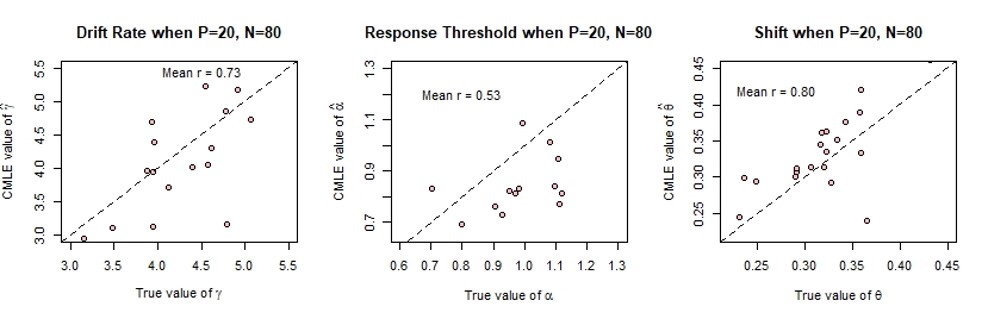 Drift Rate when P=20, N=80
Mean r = 0.73
CMLE value of γ̂
3.0 3.5 4.0 4.5 5.0 5.5
3.0 3.5 4.0 4.5 5.0 5.5
True value of γ
Response Threshold when P=20, N=80
Mean r = 0.53
CMLE value of α̂
0.7 0.9 1.1 1.3
0.6 0.7 0.8 0.9 1.0 1.1 1.2 1.3
True value of α
Shift when P=20, N=80
Mean r = 0.80
CMLE value of θ̂
0.25 0.30 0.35 0.40 0.45
0.25 0.30 0.35 0.40 0.45
True value of θ